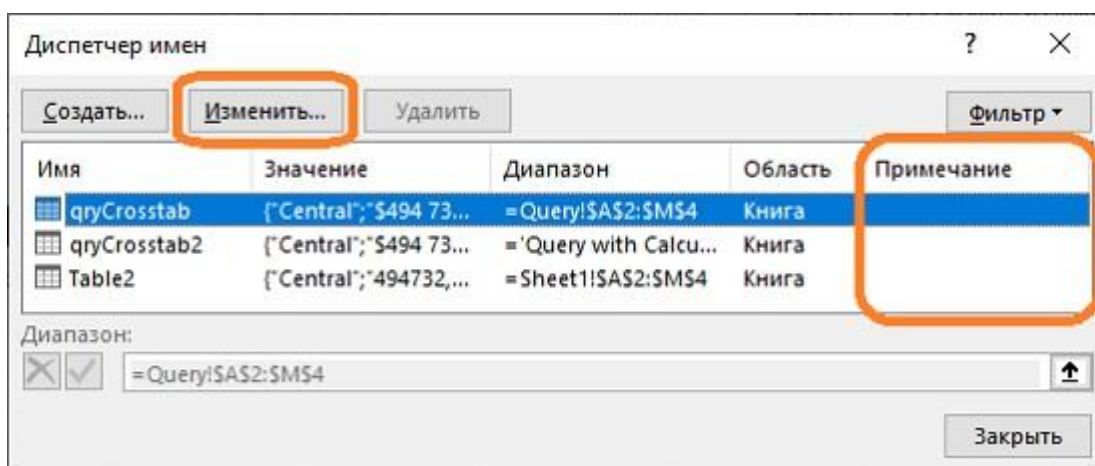 Диспетчер имен ?
Создать... Изменить... Удалить Фильтр
Имя Значение Диапазон Область Примечание
qryCrosstab {"Central";"$494 73... =Query!$A$2:$M$4 Книга
qryCrosstab2 {"Central";"$494 73... ='Query with Calcu... Книга
Table2 {"Central";"494732,... =Sheet1!$A$2:$M$4 Книга
Диапазон:
=Query!$A$2:$M$4
Закрыть